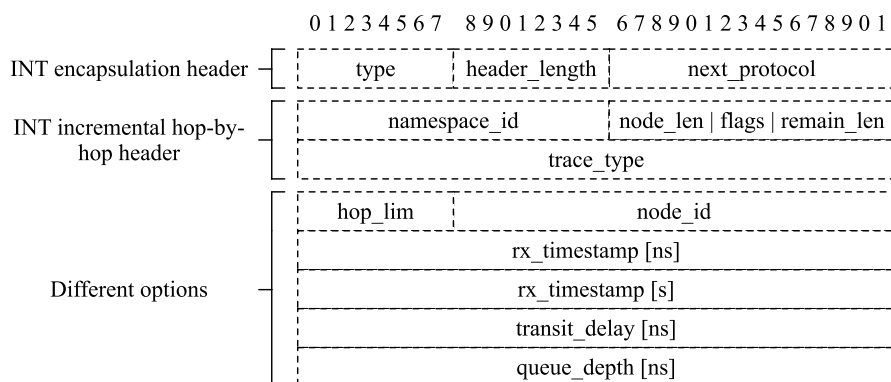 0 1 2 3 4 5 6 7 8 9 0 1 2 3 4 5 6 7 8 9 0 1 2 3 4 5 6 7 8 9 0 1
INT encapsulation header type header_length next_protocol
INT incremental hop-by-
hop header
namespace_id node_len | flags | remain_len
trace_type
Different options
hop_lim node_id
rx_timestamp [ns]
rx_timestamp [s]
transit_delay [ns]
queue_depth [ns]